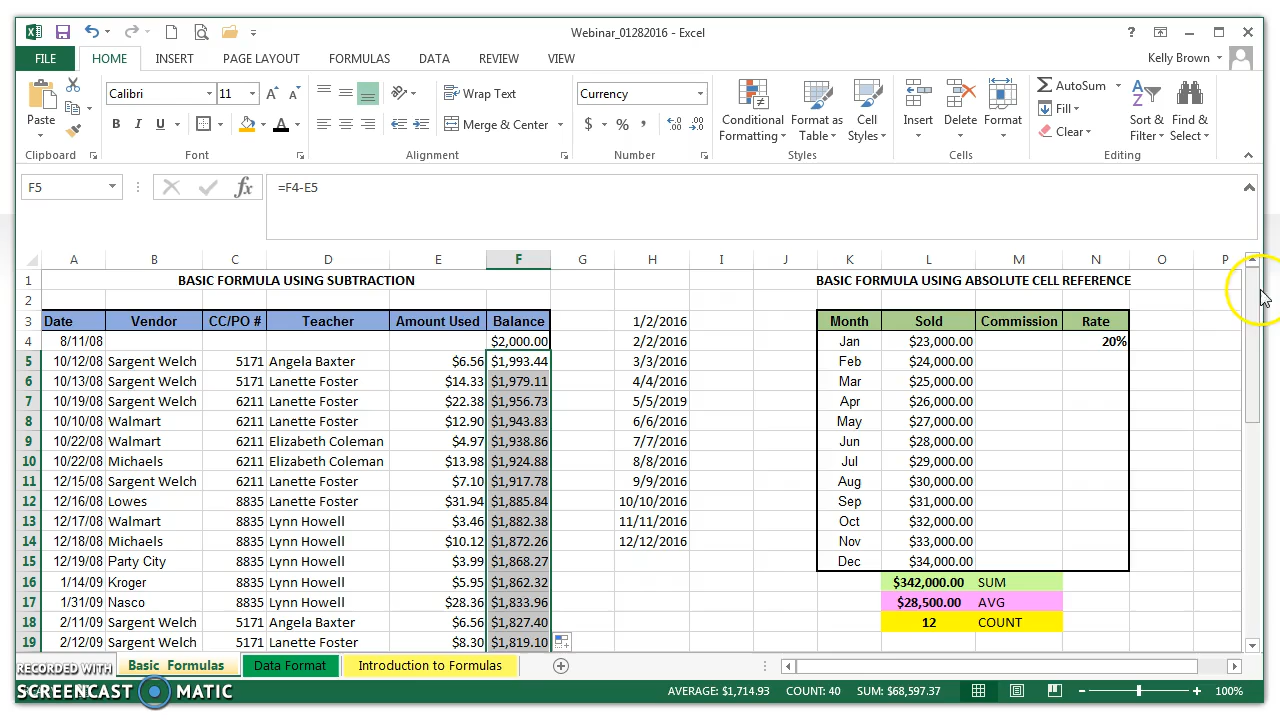 Webinar_01282016 - Excel
?
FILE HOME INSERT PAGE LAYOUT FORMULAS DATA REVIEW VIEW Kelly Brown
Paste
Calibri 11
B I U A
Wrap Text
Merge & Center
Currency
$ % ,
Conditional Formatting
Format as Table
Cell Styles
Insert
Delete
Format
AutoSum
Fill
Clear
Sort & Filter
Find & Select
Clipboard Font Alignment Number Styles Cells Editing
F5 fx =F4-E5
A B C D E F G H I J K L M N O P
1 BASIC FORMULA USING SUBTRACTION BASIC FORMULA USING ABSOLUTE CELL REFERENCE
2
3 Date Vendor CC/PO # Teacher Amount Used Balance 1/2/2016 Month Sold Commission Rate
4 8/11/08 $2,000.00 2/2/2016 Jan $23,000.00 20%
5 10/12/08 Sargent Welch 5171 Angela Baxter $6.56 $1,993.44 3/3/2016 Feb $24,000.00
6 10/13/08 Sargent Welch 5171 Lanette Foster $14.33 $1,979.11 4/4/2016 Mar $25,000.00
7 10/19/08 Sargent Welch 6211 Lanette Foster $22.38 $1,956.73 5/5/2019 Apr $26,000.00
8 10/10/08 Walmart 6211 Lanette Foster $12.90 $1,943.83 6/6/2016 May $27,000.00
9 10/22/08 Walmart 6211 Elizabeth Coleman $4.97 $1,938.86 7/7/2016 Jun $28,000.00
10 10/22/08 Michaels 6211 Elizabeth Coleman $13.98 $1,924.88 8/8/2016 Jul $29,000.00
11 12/15/08 Sargent Welch 6211 Lanette Foster $7.10 $1,917.78 9/9/2016 Aug $30,000.00
12 12/16/08 Lowes 8835 Lanette Foster $31.94 $1,885.84 10/10/2016 Sep $31,000.00
13 12/17/08 Walmart 8835 Lynn Howell $3.46 $1,882.38 11/11/2016 Oct $32,000.00
14 12/18/08 Michaels 8835 Lynn Howell $10.12 $1,872.26 12/12/2016 Nov $33,000.00
15 12/19/08 Party City 8835 Lynn Howell $3.99 $1,868.27 Dec $34,000.00
16 1/14/09 Kroger 8835 Lynn Howell $5.95 $1,862.32 $342,000.00 SUM
17 1/31/09 Nasco 8835 Lynn Howell $28.36 $1,833.96 $28,500.00 AVG
18 2/11/09 Sargent Welch 5171 Angela Baxter $6.56 $1,827.40 12 COUNT
19 2/12/09 Sargent Welch 5171 Lanette Foster $8.30 $1,819.10
Basic Formulas Data Format Introduction to Formulas
RECORDED WITH
SCREENCAST MATIC
AVERAGE: $1,714.93 COUNT: 40 SUM: $68,597.37 100%